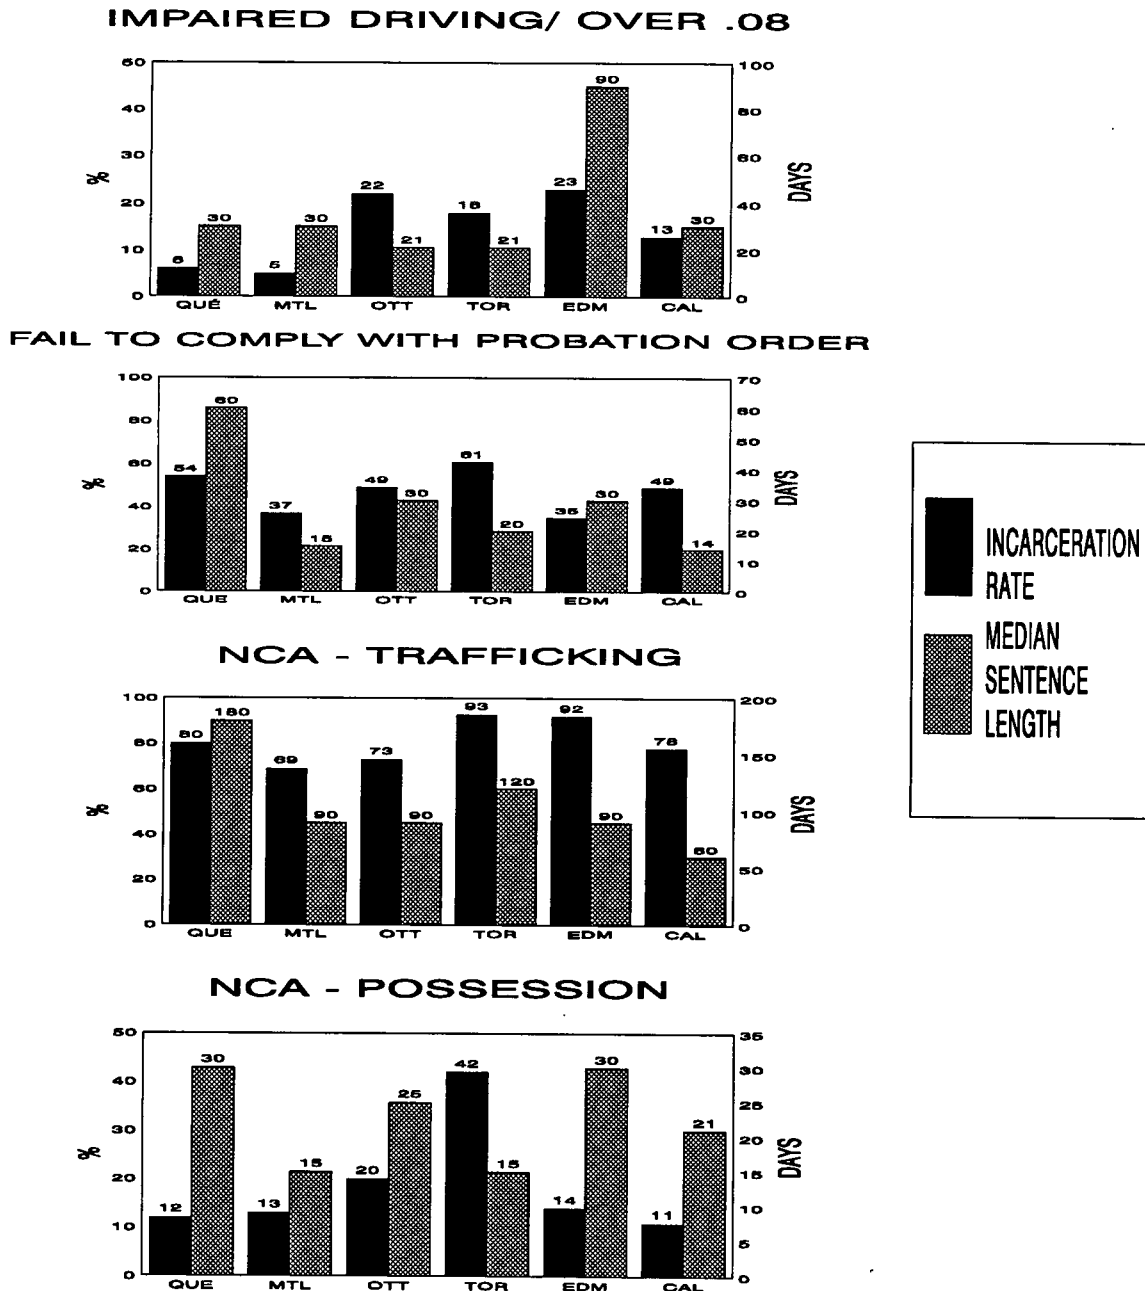 IMPAIRED DRIVING/ OVER .08
50 100
40 80
30 60
20 40
10 20
0 0
% DAYS
6 30 5 30 22 21 18 21 23 90 13 30
QUÉ MTL OTT TOR EDM CAL
FAIL TO COMPLY WITH PROBATION ORDER
100 70
80 60
60 50
40 40
20 30
0 20
10
0
% DAYS
54 60 37 15 49 30 61 20 35 30 49 14
QUE MTL OTT TOR EDM CAL
INCARCERATION
RATE
MEDIAN
SENTENCE
LENGTH
NCA - TRAFFICKING
100 200
80 150
60 100
40 50
20 0
0
% DAYS
80 180 69 90 73 90 93 120 92 90 78 60
QUE MTL OTT TOR EDM CAL
NCA - POSSESSION
50 35
40 30
30 25
20 20
10 15
0 10
5
0
% DAYS
12 30 13 15 20 25 42 15 14 30 11 21
QUE MTL OTT TOR EDM CAL